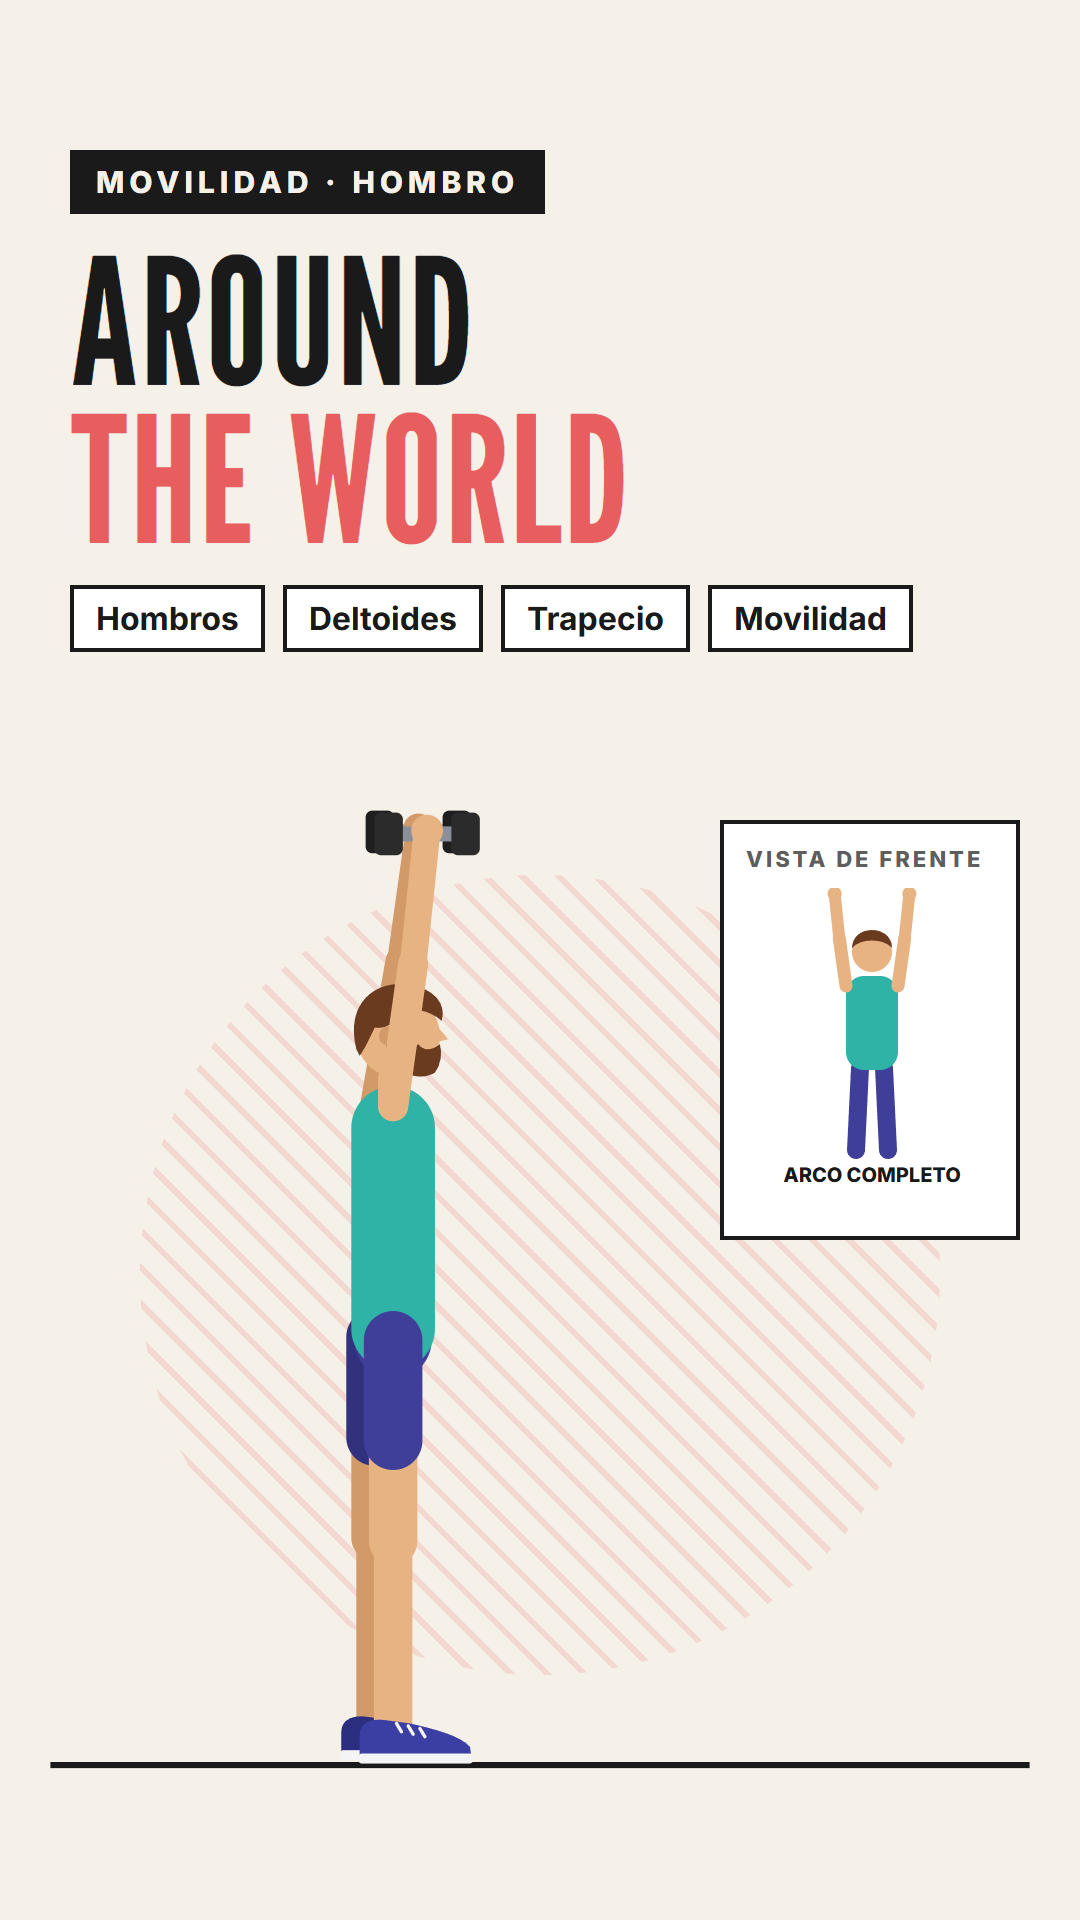 MOVILIDAD · HOMBRO
AROUND
THE WORLD
Hombros Deltoides Trapecio Movilidad
VISTA DE FRENTE
ARCO COMPLETO